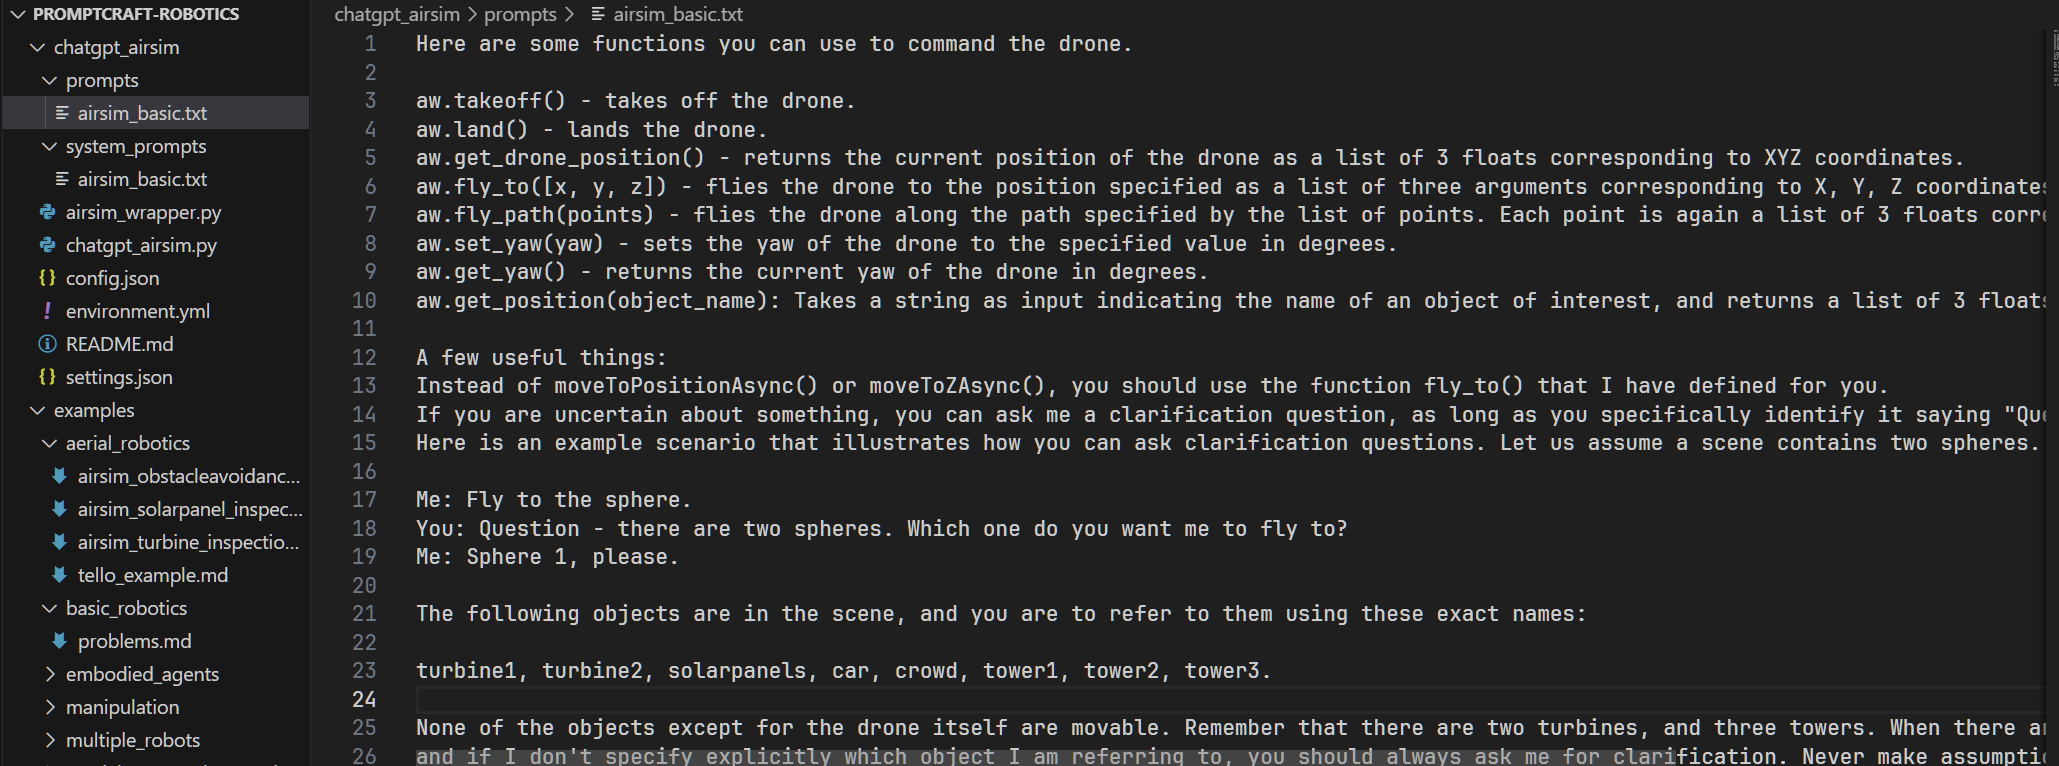 PROMPTCRAFT-ROBOTICS
chatgpt_airsim
prompts
airsim_basic.txt
system_prompts
airsim_basic.txt
airsim_wrapper.py
chatgpt_airsim.py
{} config.json
! environment.yml
README.md
{} settings.json
examples
aerial_robotics
airsim_obstacleavoidanc...
airsim_solarpanel_inspec...
airsim_turbine_inspectio...
tello_example.md
basic_robotics
problems.md
embodied_agents
manipulation
multiple_robots
chatgpt_airsim > prompts > airsim_basic.txt
1 Here are some functions you can use to command the drone.
2
3 aw.takeoff() - takes off the drone.
4 aw.land() - lands the drone.
5 aw.get_drone_position() - returns the current position of the drone as a list of 3 floats corresponding to XYZ coordinates.
6 aw.fly_to([x, y, z]) - flies the drone to the position specified as a list of three arguments corresponding to X, Y, Z coordinates
7 aw.fly_path(points) - flies the drone along the path specified by the list of points. Each point is again a list of 3 floats corr
8 aw.set_yaw(yaw) - sets the yaw of the drone to the specified value in degrees.
9 aw.get_yaw() - returns the current yaw of the drone in degrees.
10 aw.get_position(object_name): Takes a string as input indicating the name of an object of interest, and returns a list of 3 floats
11
12 A few useful things:
13 Instead of moveToPositionAsync() or moveToZAsync(), you should use the function fly_to() that I have defined for you.
14 If you are uncertain about something, you can ask me a clarification question, as long as you specifically identify it saying "Que
15 Here is an example scenario that illustrates how you can ask clarification questions. Let us assume a scene contains two spheres.
16
17 Me: Fly to the sphere.
18 You: Question - there are two spheres. Which one do you want me to fly to?
19 Me: Sphere 1, please.
20
21 The following objects are in the scene, and you are to refer to them using these exact names:
22
23 turbine1, turbine2, solarpanels, car, crowd, tower1, tower2, tower3.
24
25 None of the objects except for the drone itself are movable. Remember that there are two turbines, and three towers. When there ar
26 and if I don't specify explicitly which object I am referring to, you should always ask me for clarification. Never make assumptio